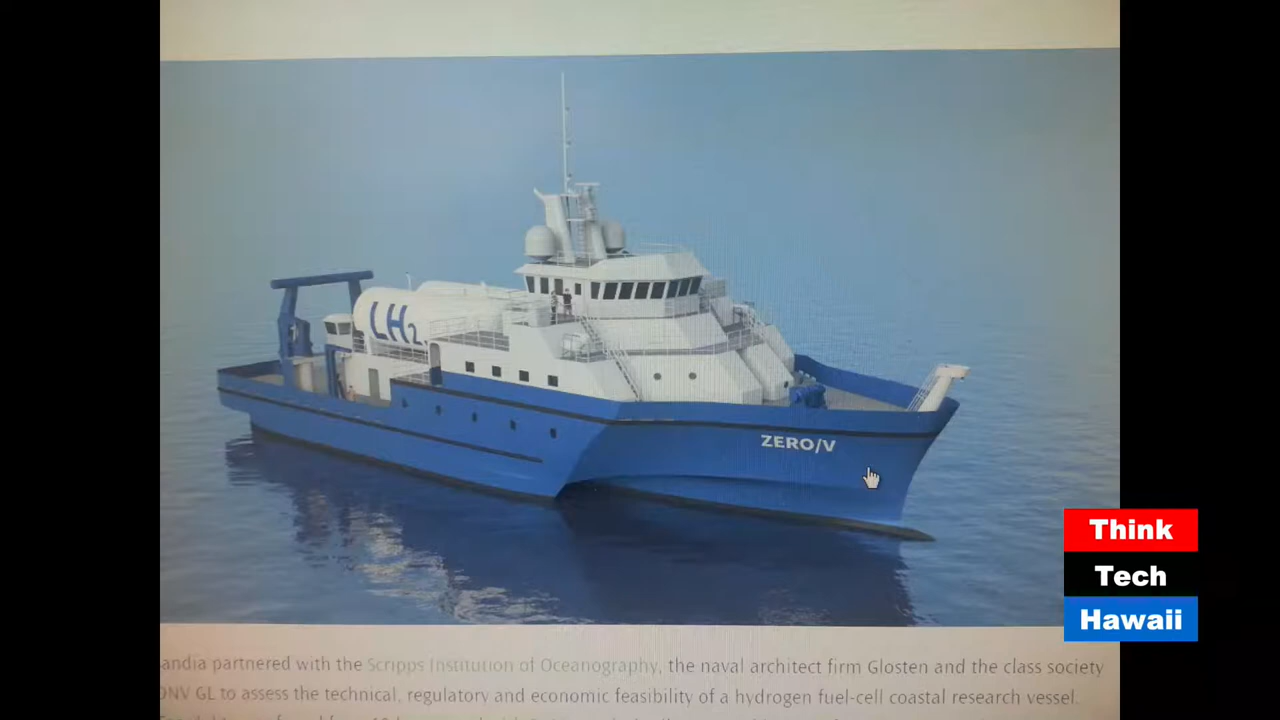 LH2
ZERO/V
Think
Tech
Hawaii
andia partnered with the Scripps Institution of Oceanography, the naval architect firm Glosten and the class society
DNV GL to assess the technical, regulatory and economic feasibility of a hydrogen fuel-cell coastal research vessel.